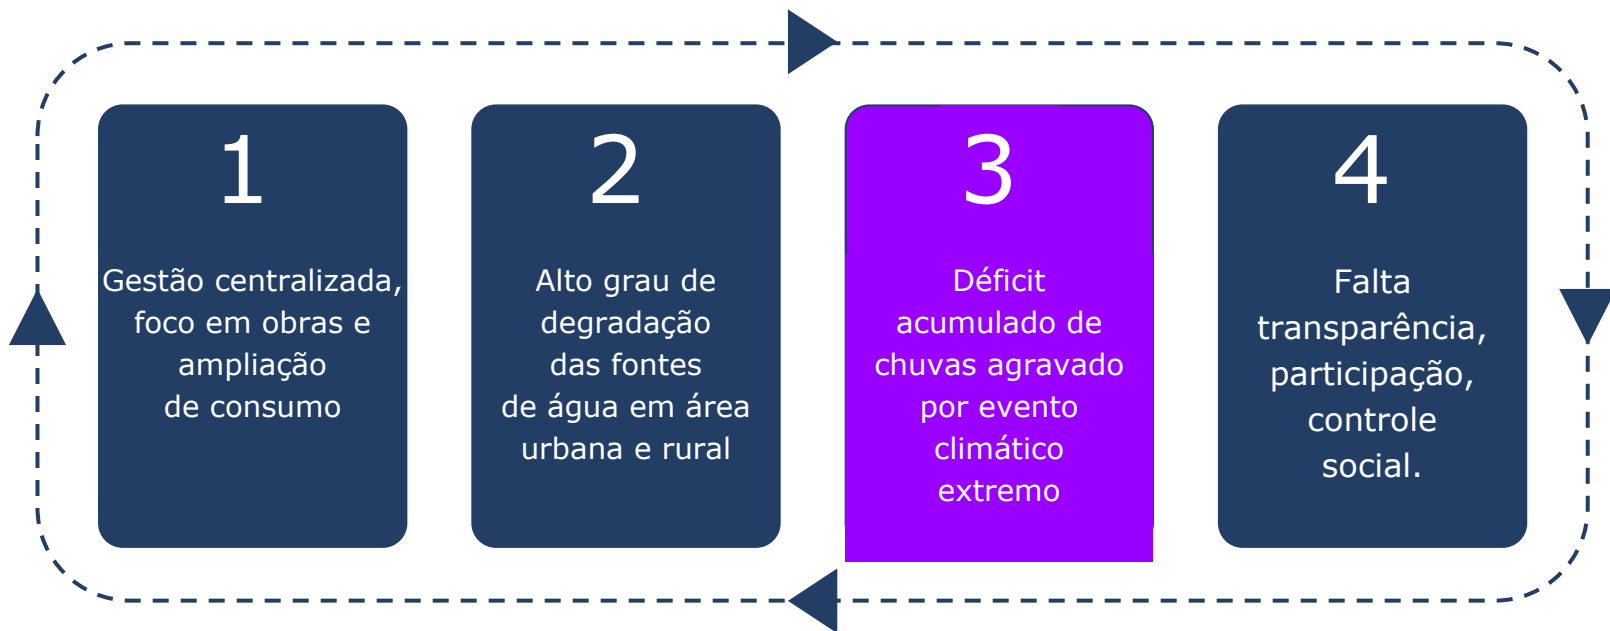 1
Gestão centralizada,
foco em obras e
ampliação
de consumo
2
Alto grau de
degradação
das fontes
de água em área
urbana e rural
3
Déficit
acumulado de
chuvas agravado
por evento
climático
extremo
4
Falta
transparência,
participação,
controle
social.